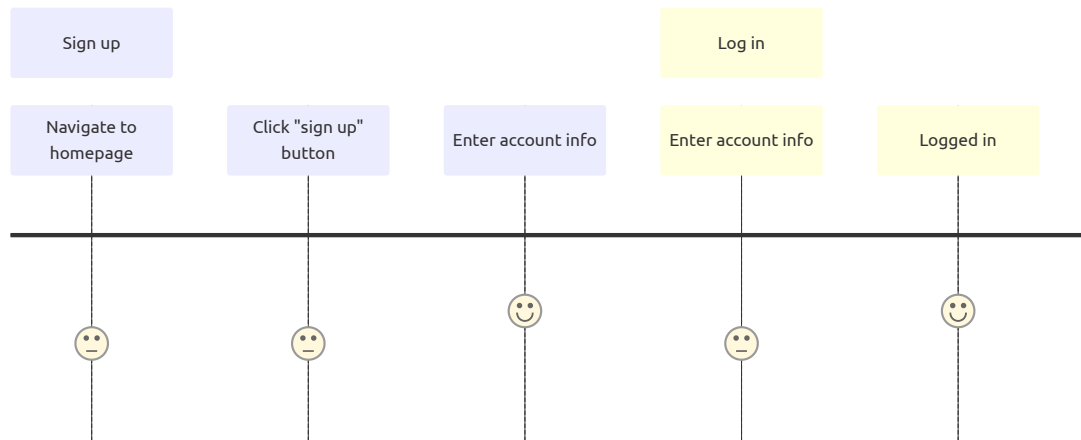 Sign up
Log in
Navigate to
homepage
Click "sign up"
button
Enter account info
Enter account info
Logged in